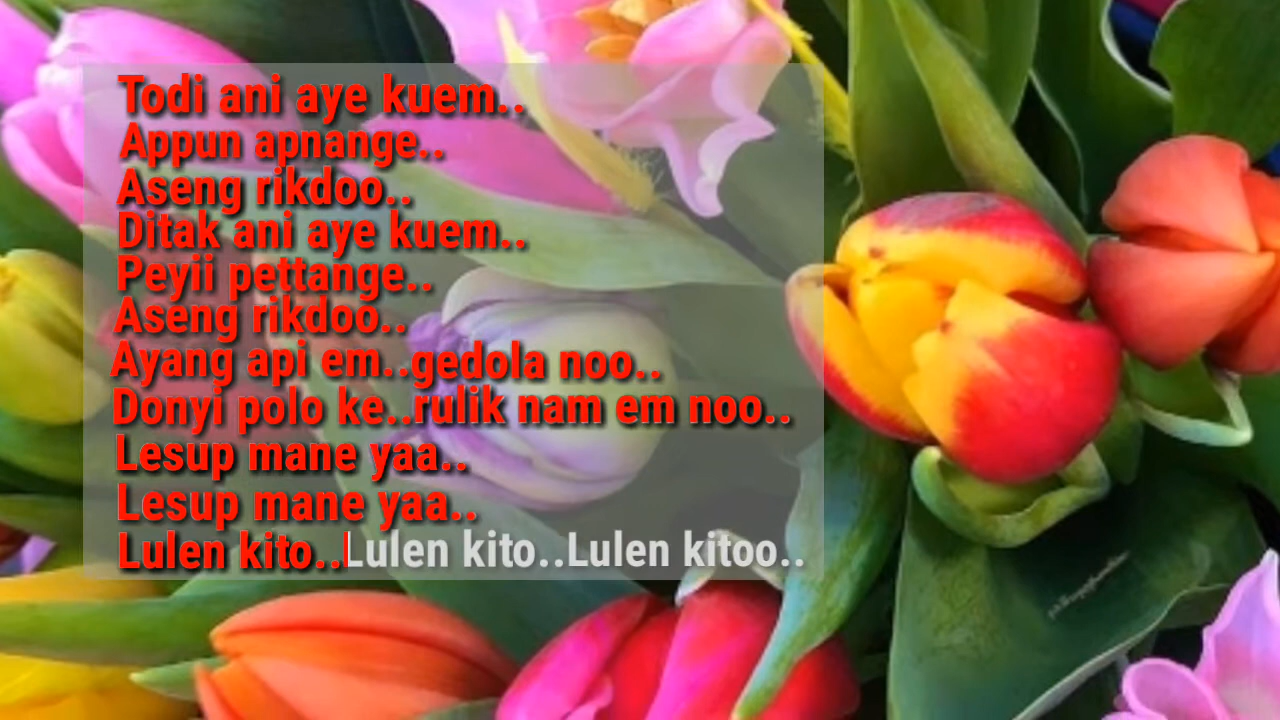 Todi ani aye kuem..
Appun apnange..
Aseng rikdoo..
Ditak ani aye kuem..
Peyii pettange..
Aseng rikdoo..
Ayang api em..gedola noo..
Donyi polo ke..rulik nam em noo..
Lesup mane yaa..
Lesup mane yaa..
Lulen kito..Lulen kito..Lulen kitoo..